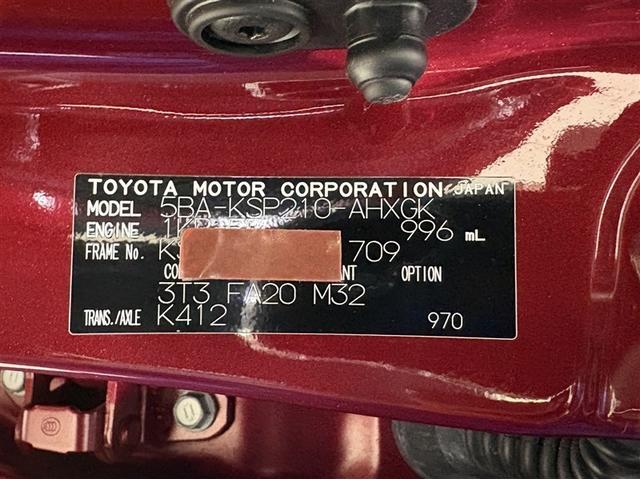 TOYOTA MOTOR CORPORATION JAPAN
MODEL 5BA-KSP210-AHXGK
ENGINE 996 mL
FRAME No. 709
OPTION
3T3 FA20 M32
TRANS./AXLE K412 970